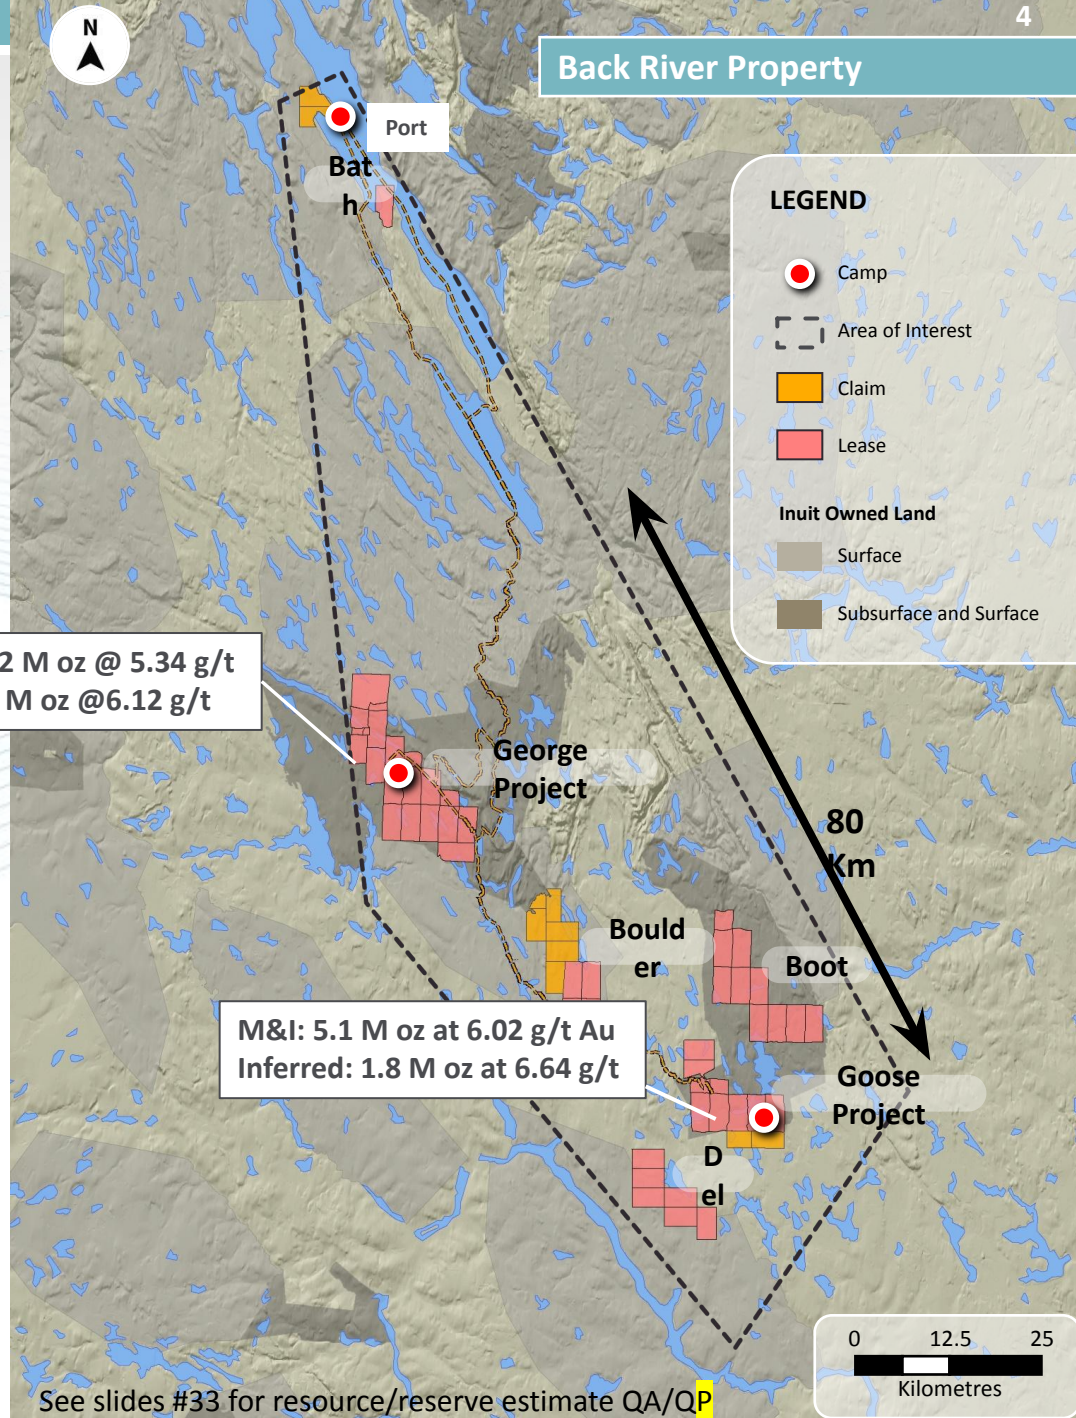 4
N
Back River Property
Port
Bat
h
LEGEND
Camp
Area of Interest
Claim
Lease
Inuit Owned Land
Surface
Subsurface and Surface
2 M oz @ 5.34 g/t
M oz @6.12 g/t
George
Project
80
Km
Bould
er
Boot
M&I: 5.1 M oz at 6.02 g/t Au
Inferred: 1.8 M oz at 6.64 g/t
Goose
Project
D
el
0 12.5 25
Kilometres
See slides #33 for resource/reserve estimate QA/QP